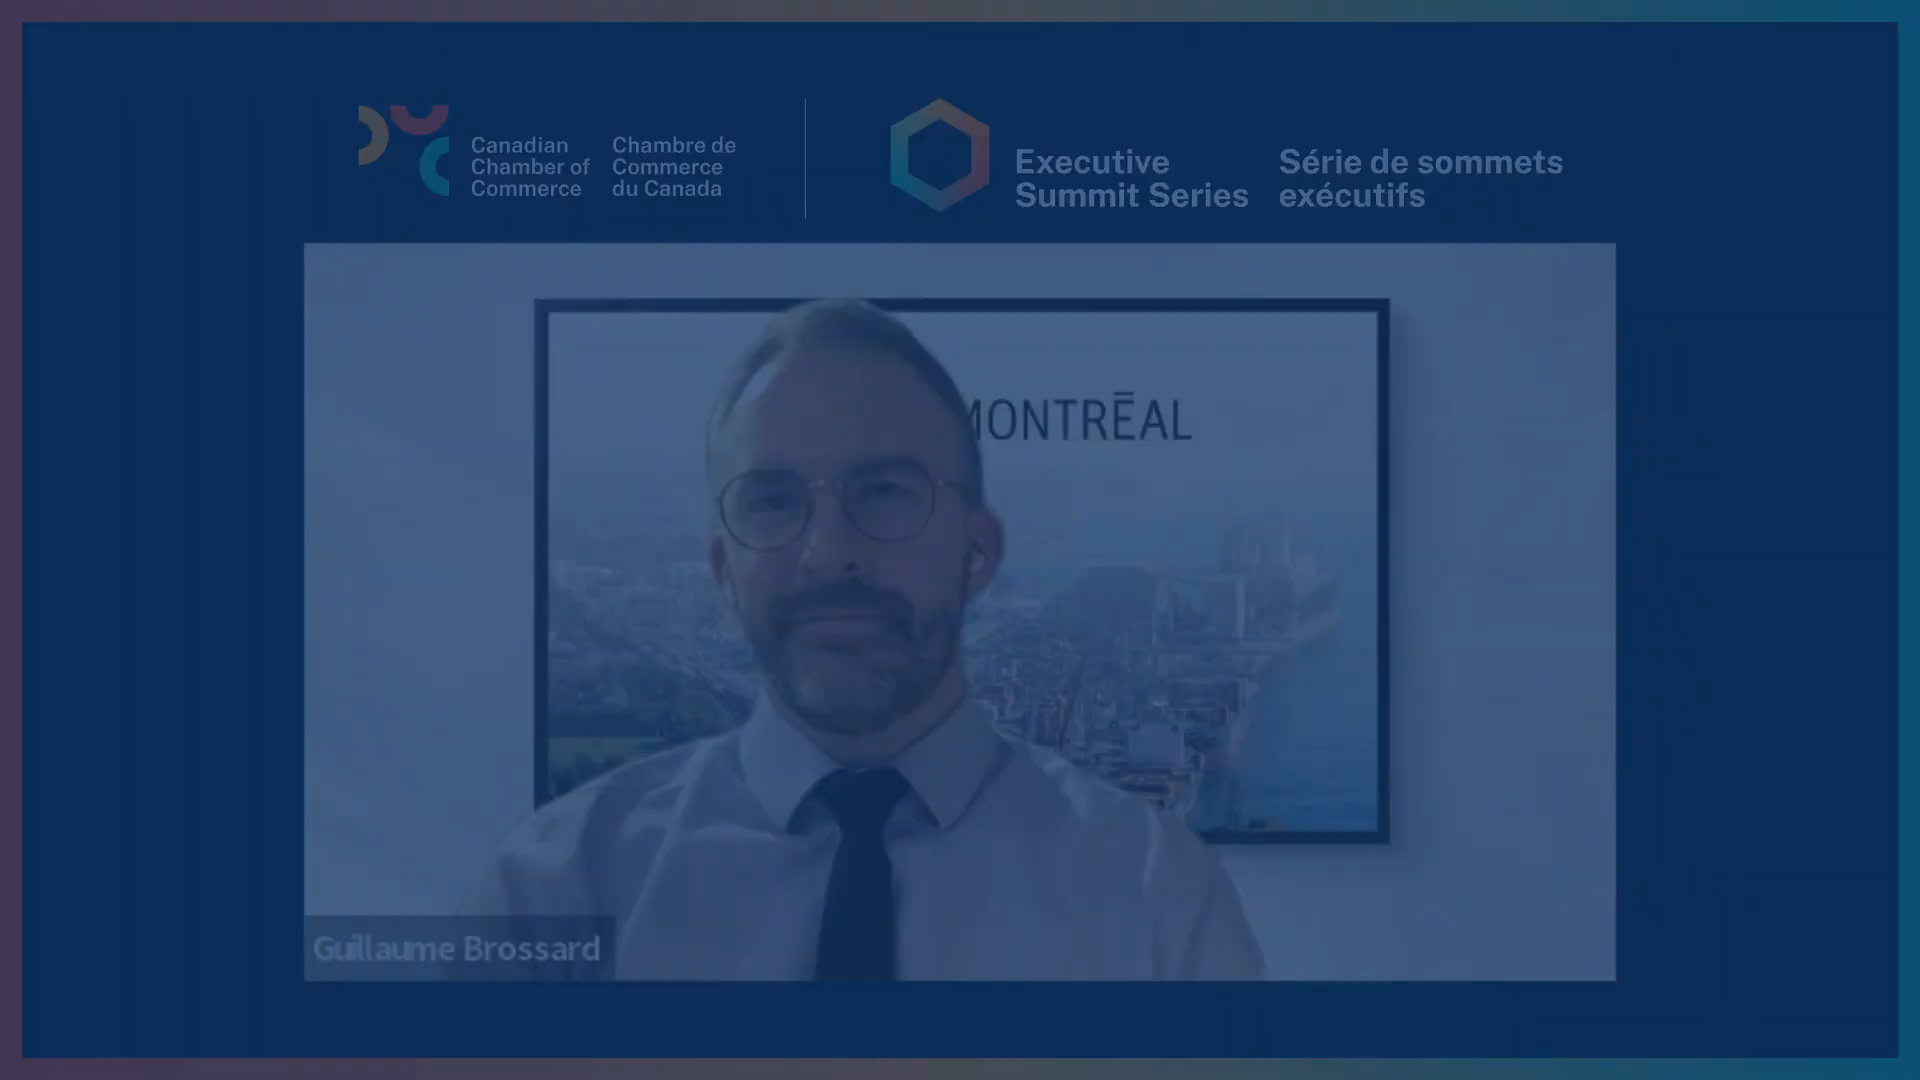 Canadian
Chamber of
Commerce
Chambre de
Commerce
du Canada
Executive
Summit Series
Série de sommets
exécutifs
MONTRĒAL
Guillaume Brossard